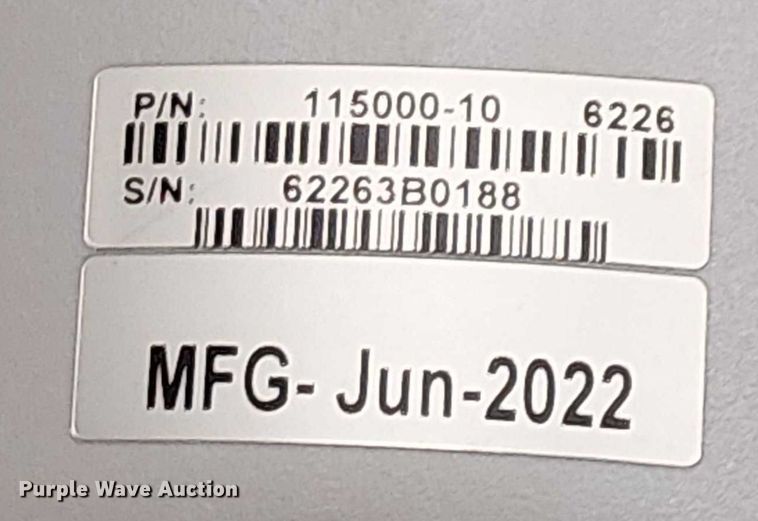 P/N: 115000-10 6226
S/N: 62263B0188
MFG- Jun-2022
Purple Wave Auction